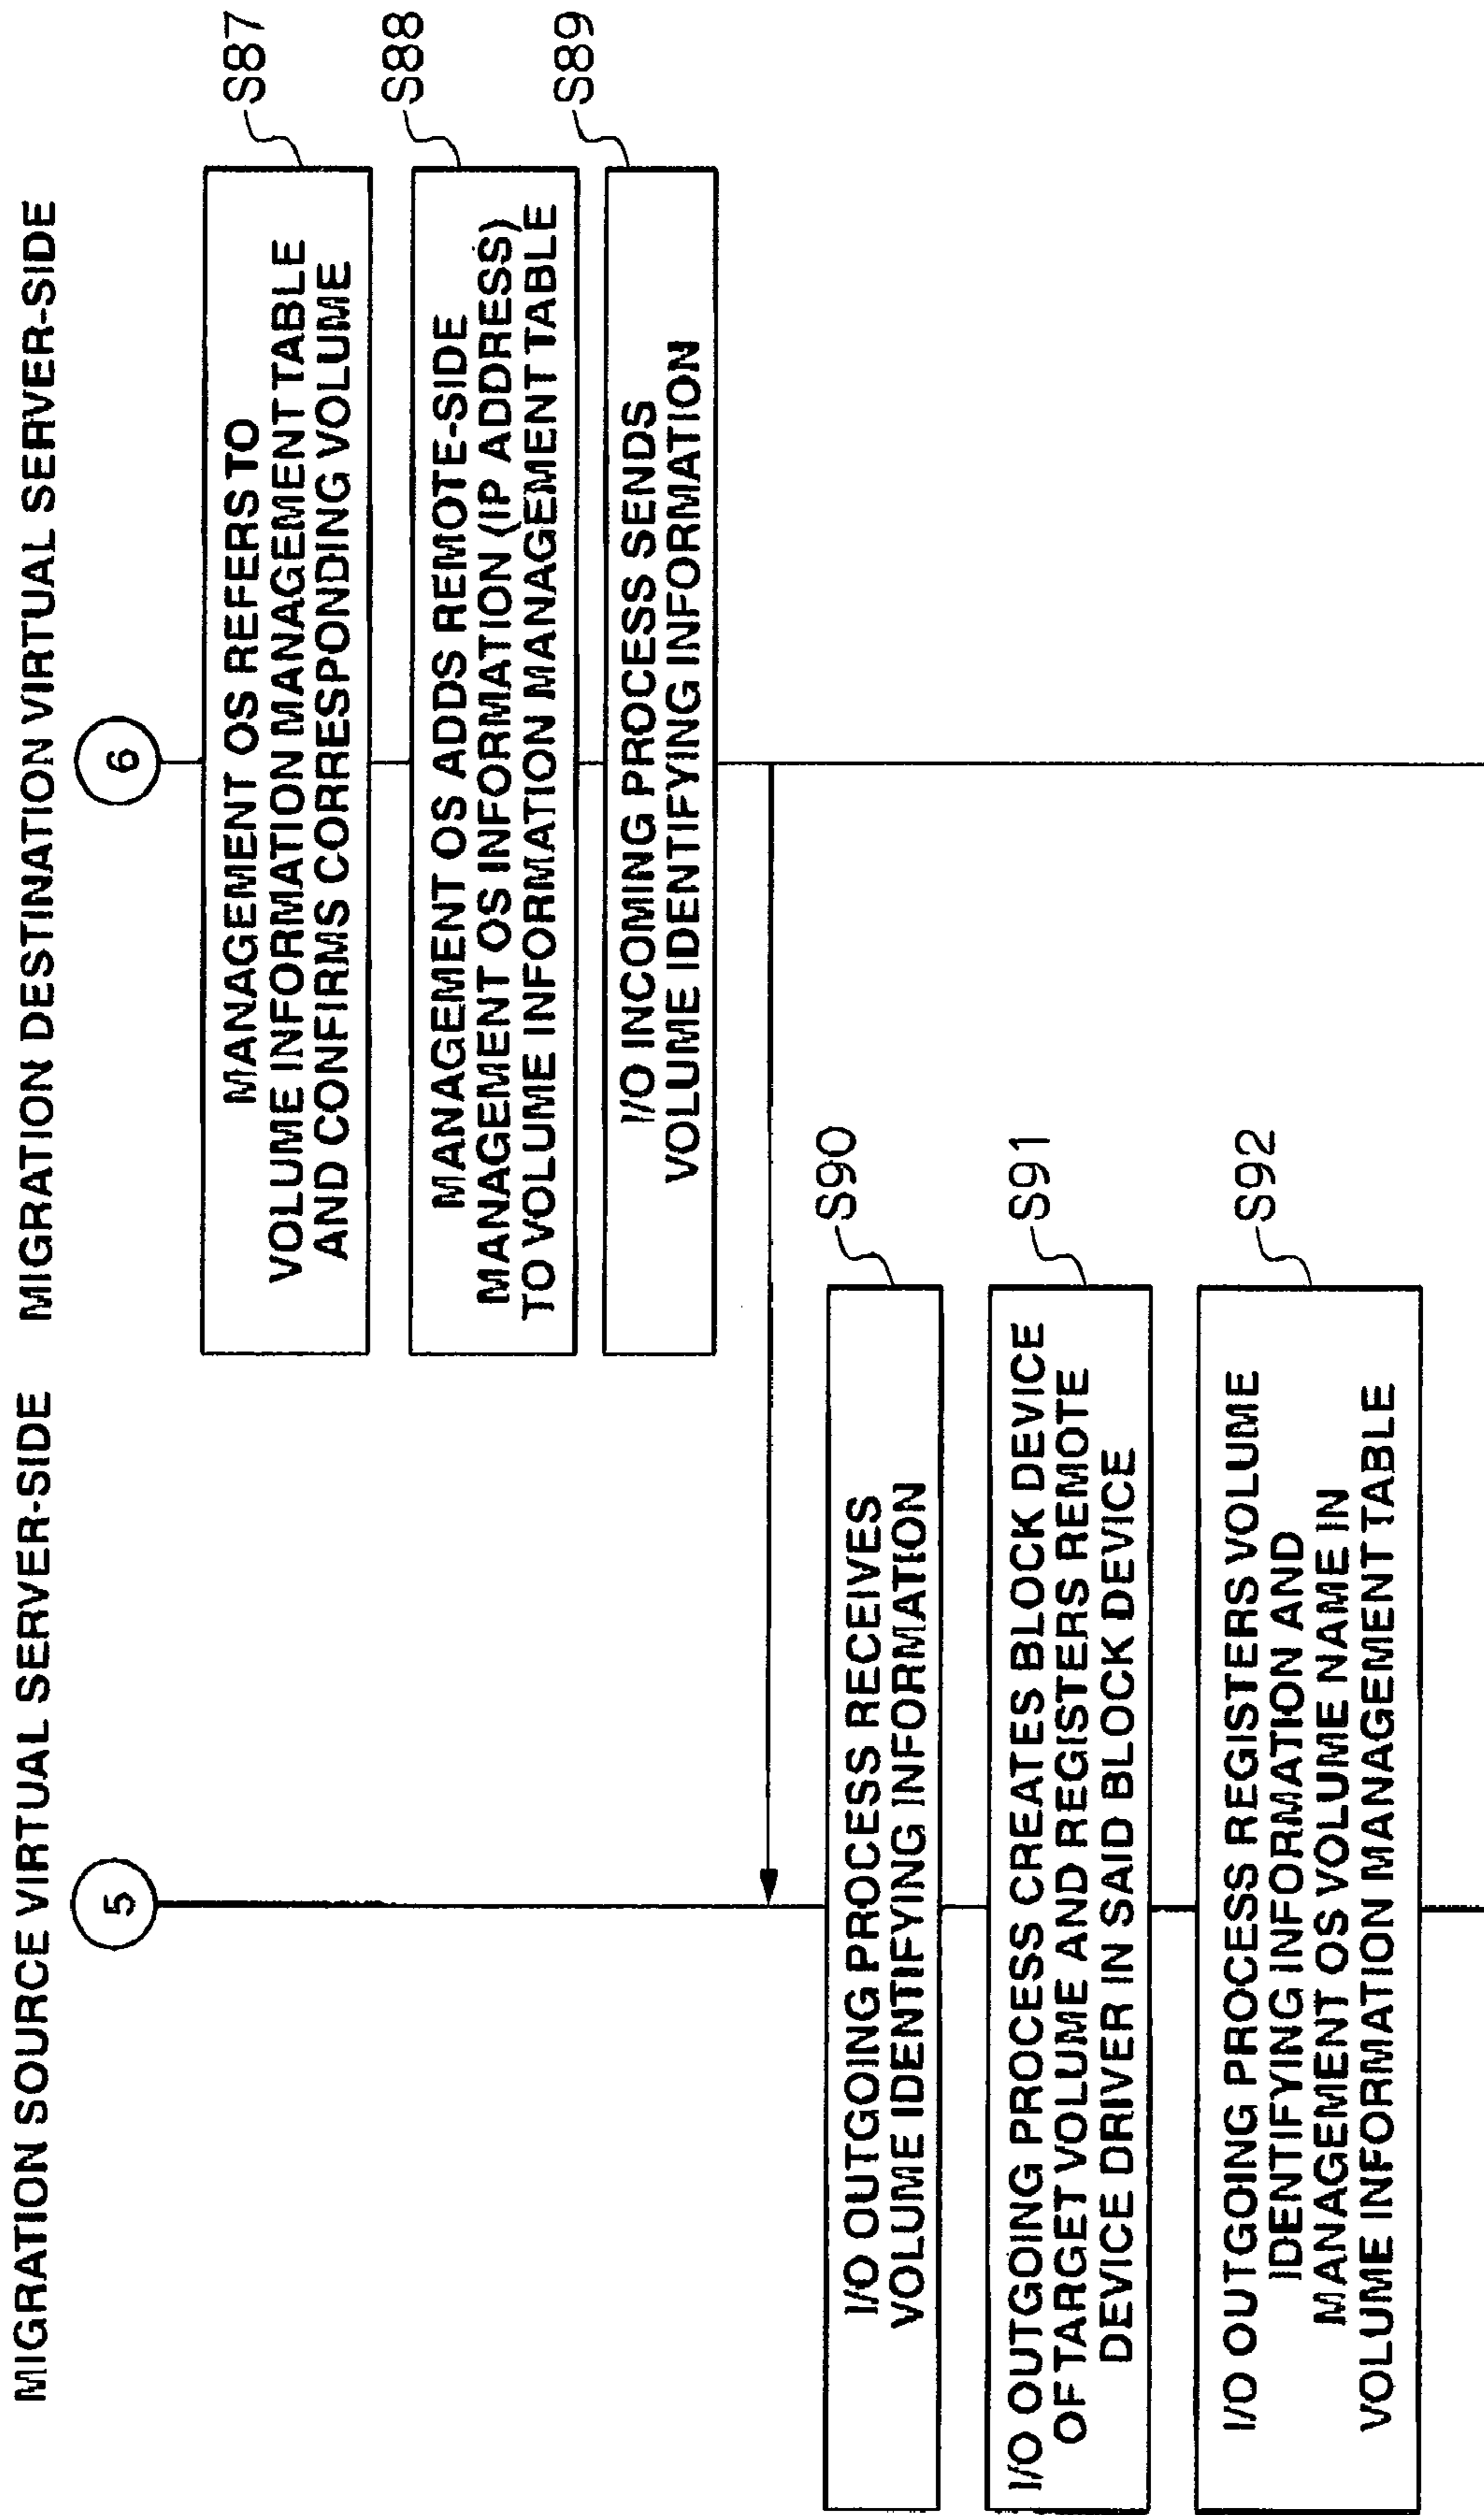 MIGRATION SOURCE VIRTUAL SERVER-SIDE
MIGRATION DESTINATION VIRTUAL SERVER-SIDE
5
6
MANAGEMENT OS REFERS TO
VOLUME INFORMATION MANAGEMENT TABLE
AND CONFIRMS CORRESPONDING VOLUME
S87
MANAGEMENT OS ADDS REMOTE-SIDE
MANAGEMENT OS INFORMATION (IP ADDRESS)
TO VOLUME INFORMATION MANAGEMENT TABLE
S88
I/O INCOMING PROCESS SENDS
VOLUME IDENTIFYING INFORMATION
S89
I/O OUTGOING PROCESS RECEIVES
VOLUME IDENTIFYING INFORMATION
S90
I/O OUTGOING PROCESS CREATES BLOCK DEVICE
OF TARGET VOLUME AND REGISTERS REMOTE
DEVICE DRIVER IN SAID BLOCK DEVICE
S91
I/O OUTGOING PROCESS REGISTERS VOLUME
IDENTIFYING INFORMATION AND
MANAGEMENT OS VOLUME NAME IN
VOLUME INFORMATION MANAGEMENT TABLE
S92